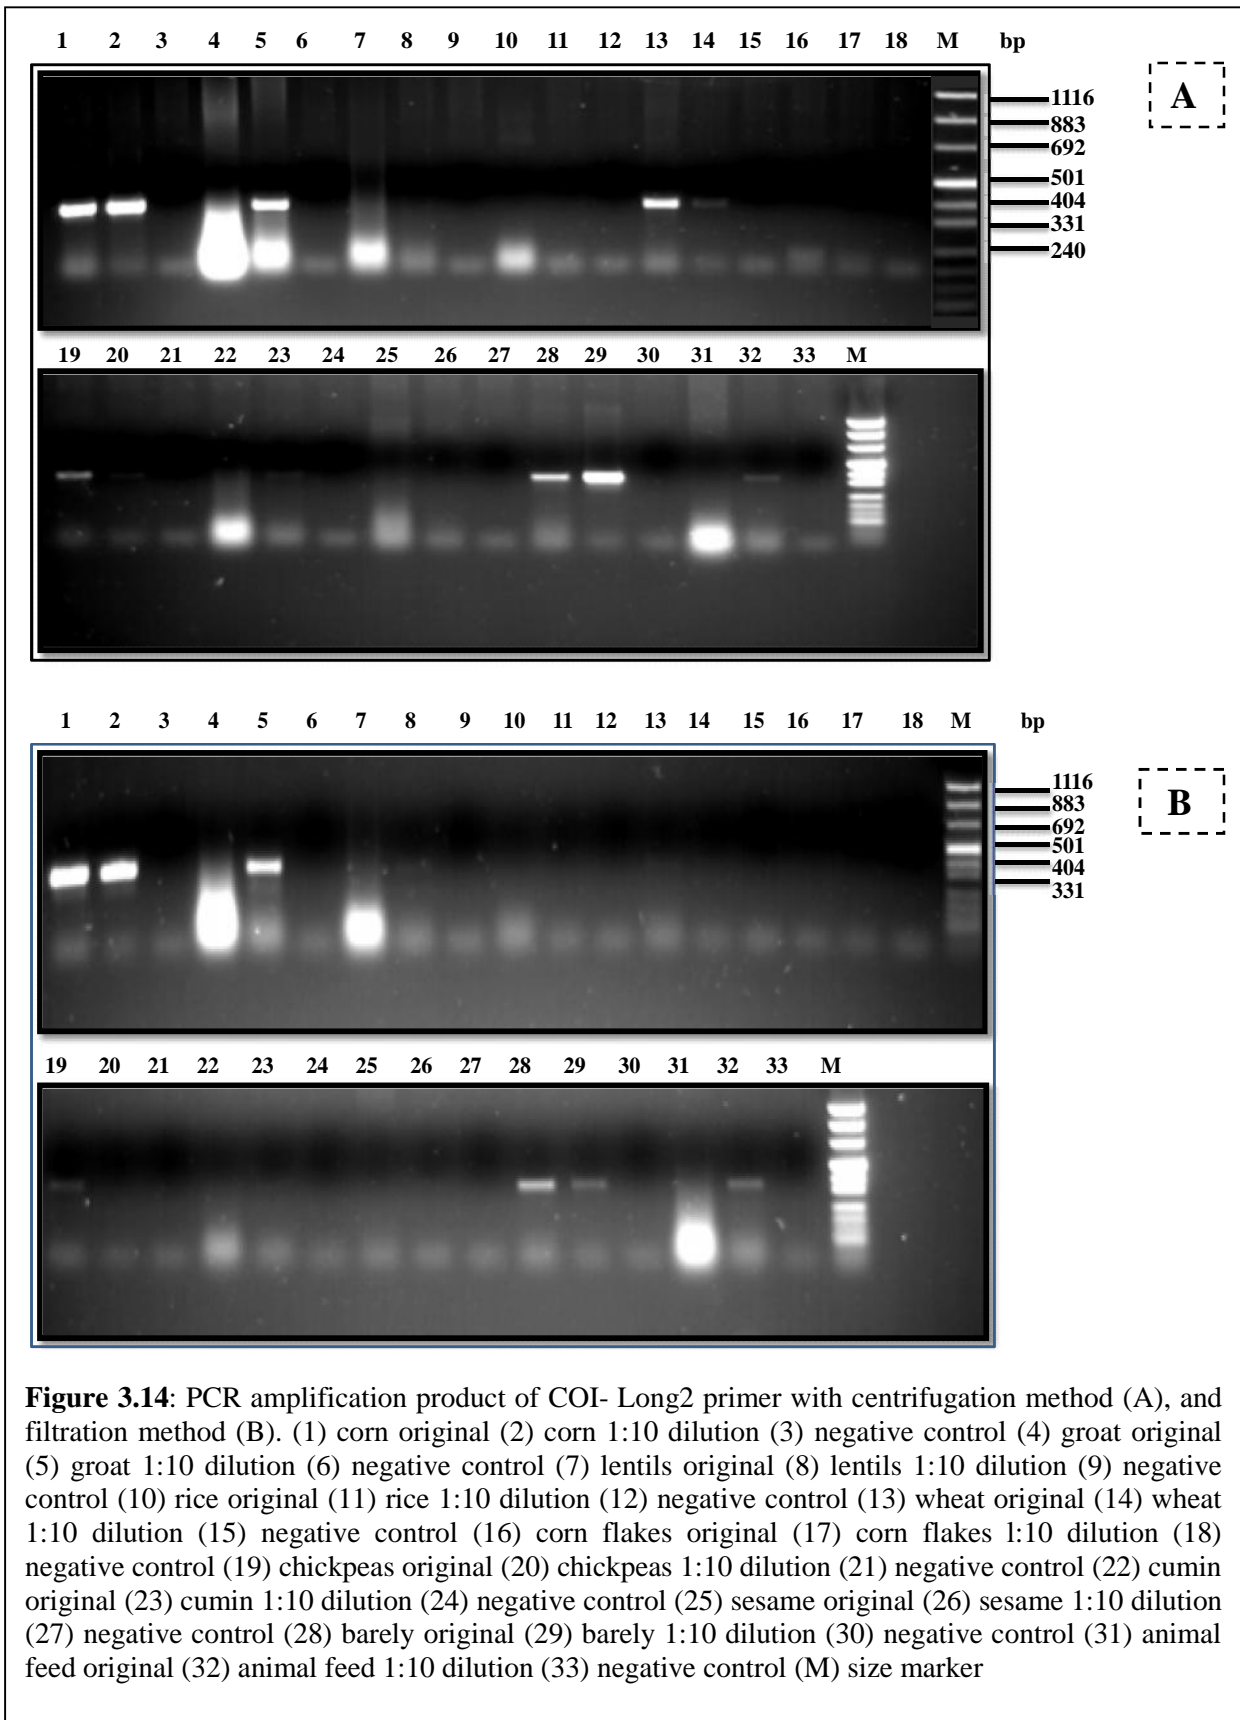 1 2 3 4 5 6 7 8 9 10 11 12 13 14 15 16 17 18 M bp
A
1116
883
692
501
404
331
240
19 20 21 22 23 24 25 26 27 28 29 30 31 32 33 M
1 2 3 4 5 6 7 8 9 10 11 12 13 14 15 16 17 18 M bp
B
1116
883
692
501
404
331
19 20 21 22 23 24 25 26 27 28 29 30 31 32 33 M
Figure 3.14: PCR amplification product of COI- Long2 primer with centrifugation method (A), and
filtration method (B). (1) corn original (2) corn 1:10 dilution (3) negative control (4) groat original
(5) groat 1:10 dilution (6) negative control (7) lentils original (8) lentils 1:10 dilution (9) negative
control (10) rice original (11) rice 1:10 dilution (12) negative control (13) wheat original (14) wheat
1:10 dilution (15) negative control (16) corn flakes original (17) corn flakes l:10 dilution (18)
negative control (19) chickpeas original (20) chickpeas 1:10 dilution (21) negative control (22) cumin
original (23) cumin 1:10 dilution (24) negative control (25) sesame original (26) sesame 1:10 dilution
(27) negative control (28) barely original (29) barely 1:10 dilution (30) negative control (31) animal
feed original (32) animal feed 1:10 dilution (33) negative control (M) size marker